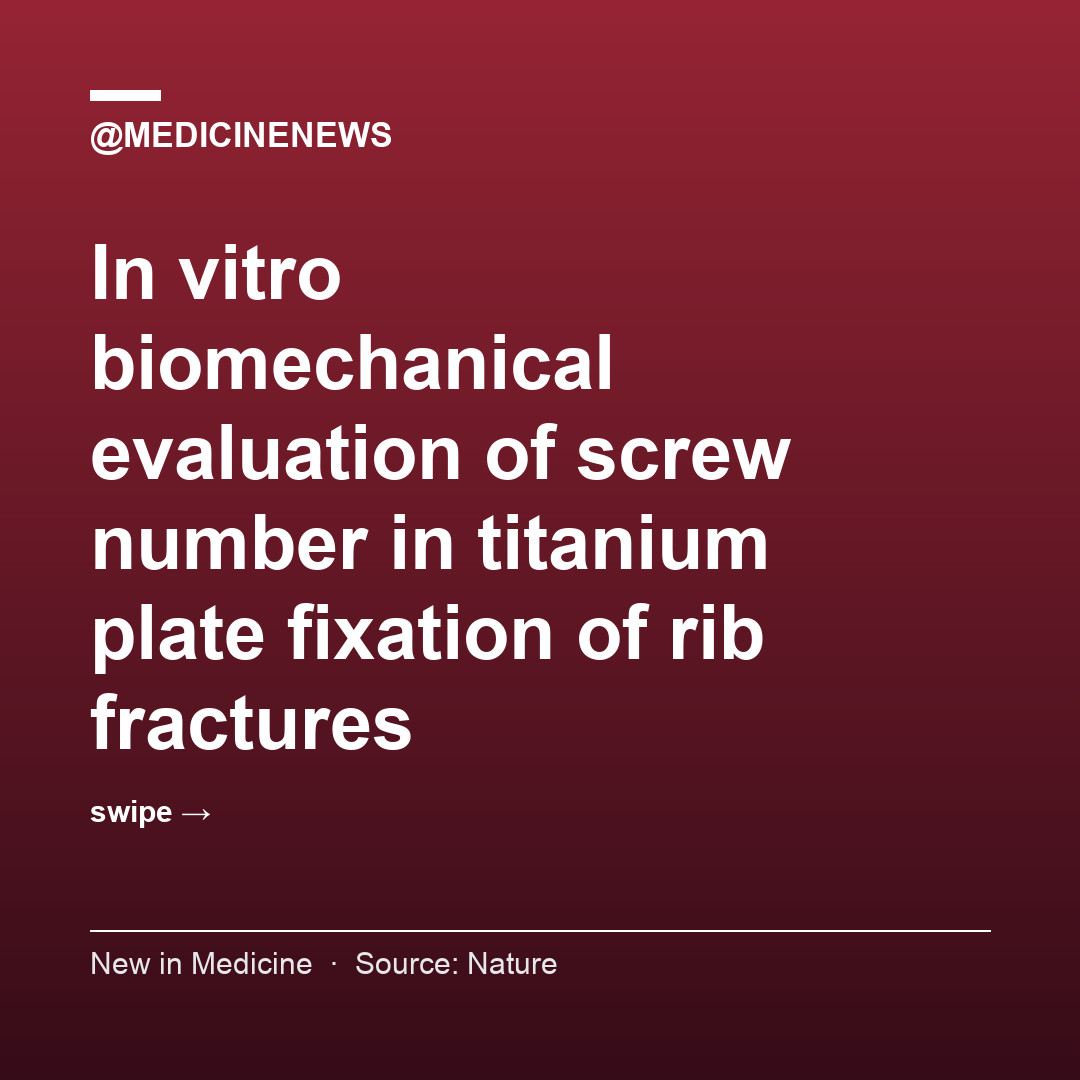 @MEDICINENEWS
In vitro
biomechanical
evaluation of screw
number in titanium
plate fixation of rib
fractures
swipe →
New in Medicine · Source: Nature